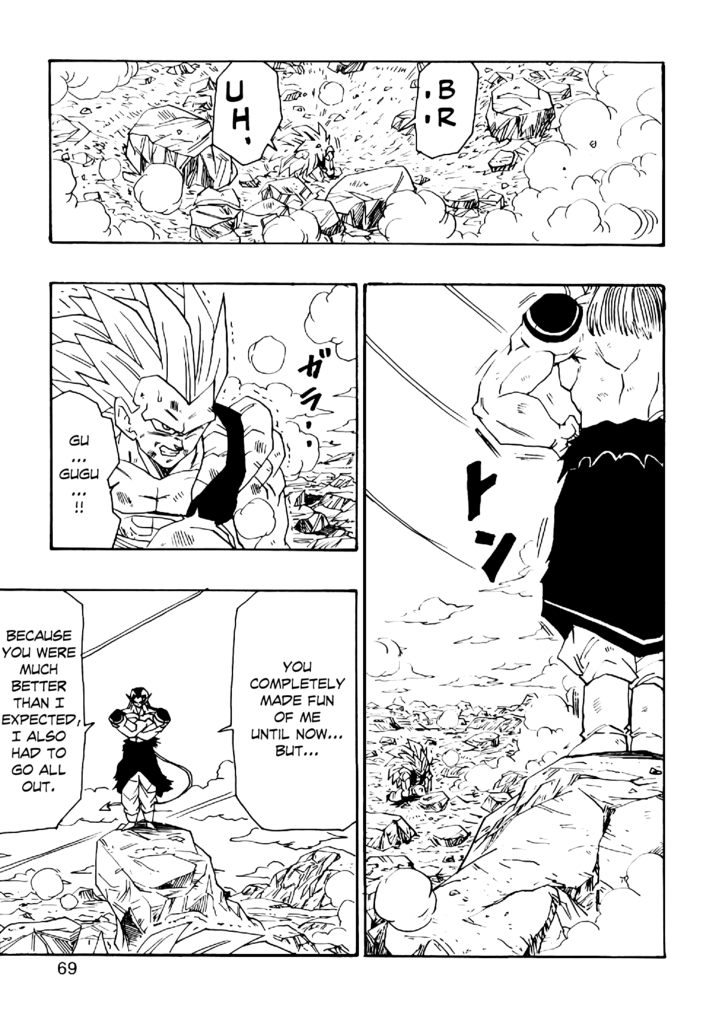 BR.
UH.
ガラ.
トン
GU
...
GUGU
...
!!
YOU
COMPLETELY
MADE FUN
OF ME
UNTIL NOW...
BUT...
BECAUSE
YOU WERE
MUCH
BETTER
THAN I
EXPECTED,
I ALSO
HAD TO
GO ALL
OUT.
69